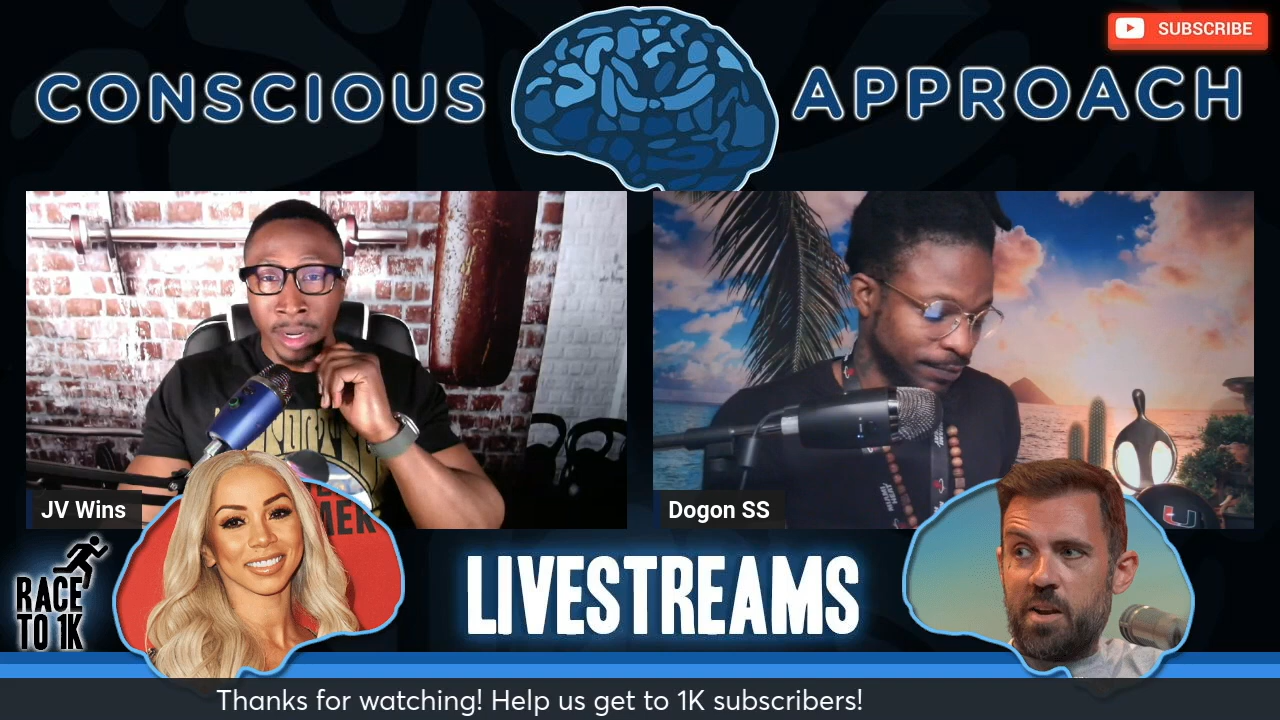 SUBSCRIBE
CONSCIOUS APPROACH
JV Wins
Dogon SS
RACE
TO 1K
LIVESTREAMS
U
Thanks for watching! Help us get to 1K subscribers!